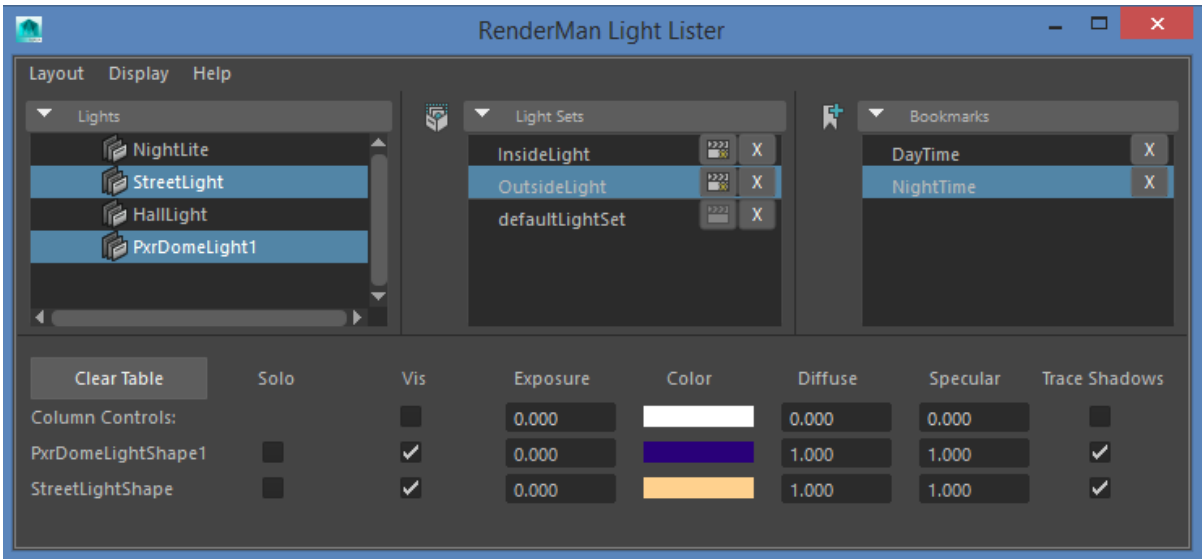 RenderMan Light Lister
Layout Display Help
Lights
NightLite
StreetLight
HallLight
PxrDomeLight1
Light Sets
InsideLight X
OutsideLight X
defaultLightSet X
Bookmarks
DayTime X
NightTime X
Clear Table Solo Vis Exposure Color Diffuse Specular Trace Shadows
Column Controls: 0.000 0.000 0.000
PxrDomeLightShape1 0.000 1.000 1.000
StreetLightShape 0.000 1.000 1.000